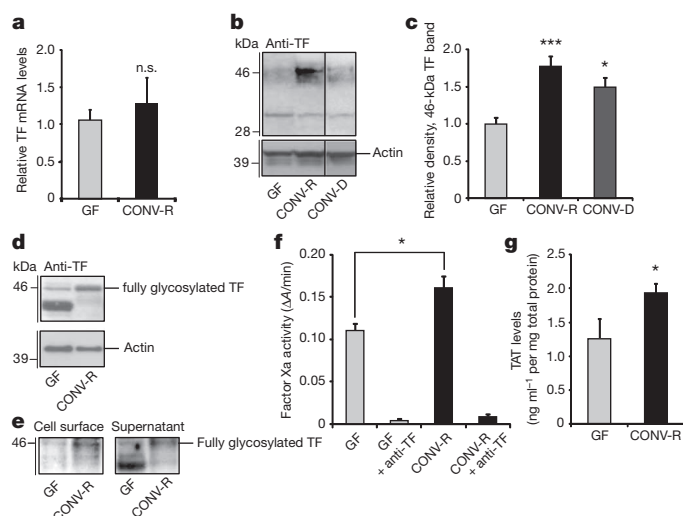 a
Relative TF mRNA levels
2.0
1.5
1.0
0.5
0
n.s.
GF
CONV-R
b
kDa Anti-TF
46
28
39
Actin
GF
CONV-R
CONV-D
c
Relative density, 46-kDa TF band
2.0
1.5
1.0
0.5
0
***
*
GF
CONV-R
CONV-D
d
kDa Anti-TF
46
fully glycosylated TF
39
Actin
GF
CONV-R
e
Cell surface
Supernatant
46
Fully glycosylated TF
GF
CONV-R
GF
CONV-R
f
Factor Xa activity (ΔA/min)
0.20
0.15
0.10
0.05
0
*
GF
GF
+ anti-TF
CONV-R
CONV-R
+ anti-TF
g
TAT levels
(ng ml⁻¹ per mg total protein)
2.5
2.0
1.5
1.0
0.5
0
*
GF
CONV-R